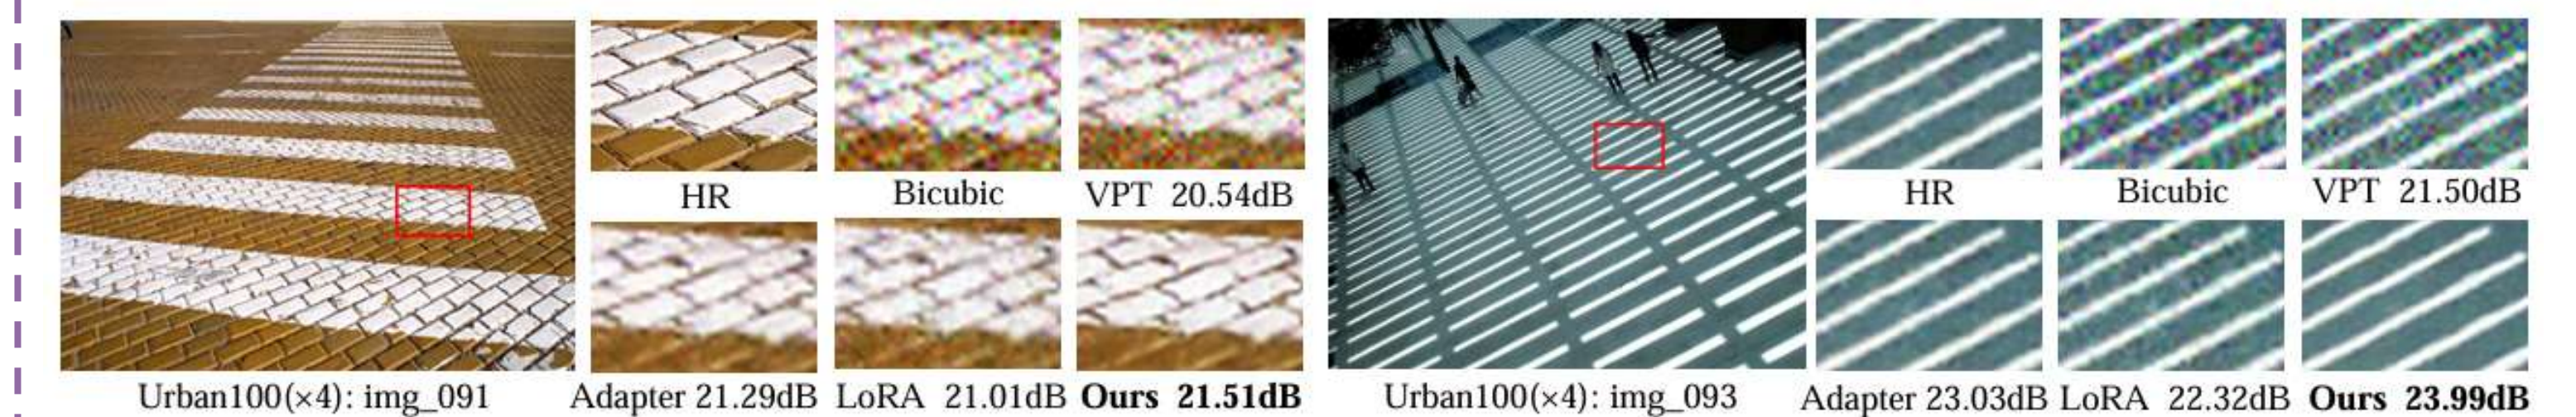 HR
Bicubic
VPT 20.54dB
Urban100(×4): img_091
Adapter 21.29dB
LoRA 21.01dB
Ours 21.51dB
HR
Bicubic
VPT 21.50dB
Urban100(×4): img_093
Adapter 23.03dB
LoRA 22.32dB
Ours 23.99dB